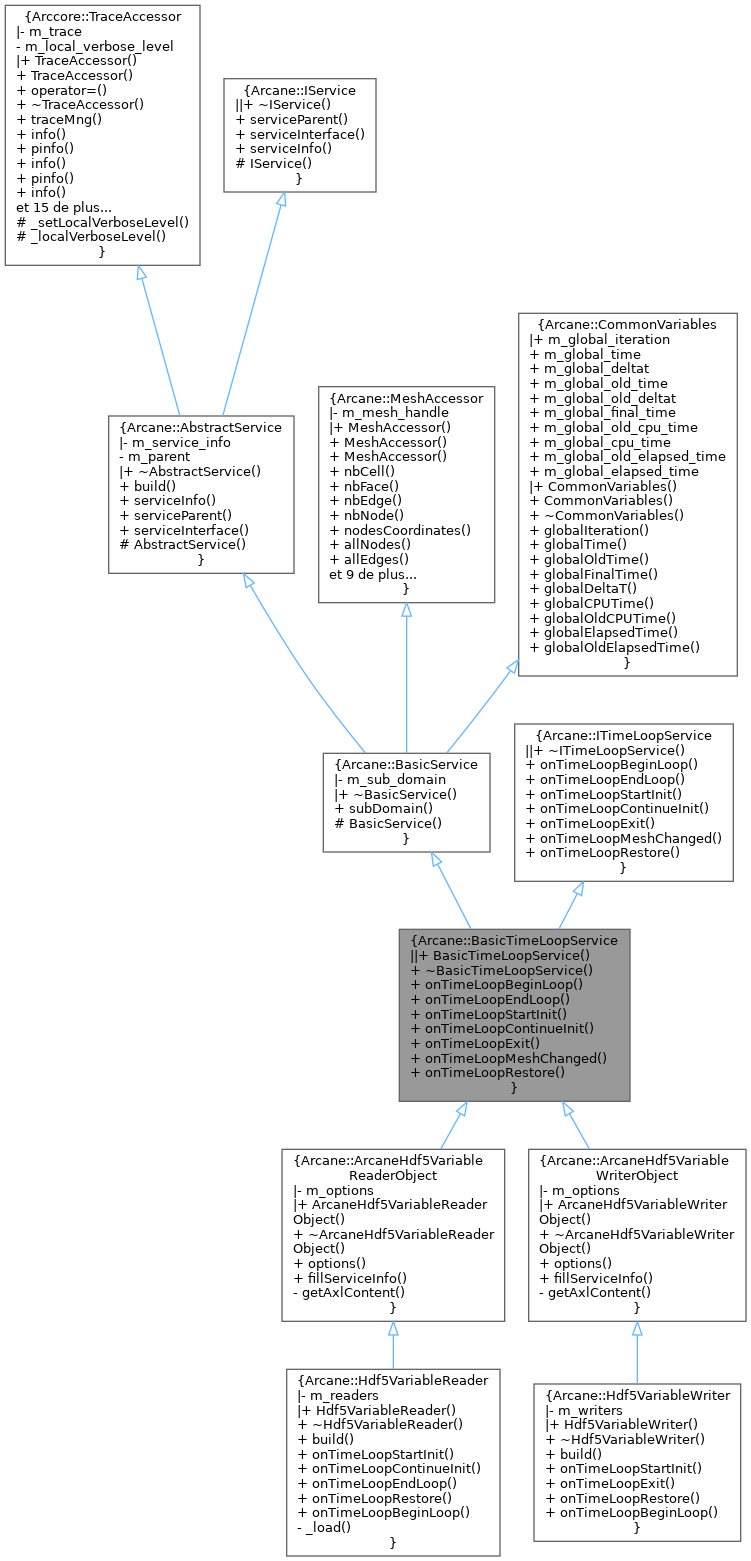 {Arccore::TraceAccessor
|- m_trace
- m_local_verbose_level
|+ TraceAccessor()
+ TraceAccessor()
+ operator=()
+ ~TraceAccessor()
+ traceMng()
+ info()
+ pinfo()
+ info()
+ pinfo()
+ info()
et 15 de plus...
# _setLocalVerboseLevel()
# _localVerboseLevel()
}
{Arcane::IService
||+ ~IService()
+ serviceParent()
+ serviceInterface()
+ serviceInfo()
# IService()
}
{Arcane::AbstractService
|- m_service_info
- m_parent
|+ ~AbstractService()
+ build()
+ serviceInfo()
+ serviceParent()
+ serviceInterface()
# AbstractService()
}
{Arcane::MeshAccessor
|- m_mesh_handle
|+ MeshAccessor()
+ MeshAccessor()
+ MeshAccessor()
+ nbCell()
+ nbFace()
+ nbEdge()
+ nbNode()
+ nodesCoordinates()
+ allNodes()
+ allEdges()
et 9 de plus...
}
{Arcane::CommonVariables
|+ m_global_iteration
+ m_global_time
+ m_global_deltat
+ m_global_old_time
+ m_global_old_deltat
+ m_global_final_time
+ m_global_old_cpu_time
+ m_global_cpu_time
+ m_global_old_elapsed_time
+ m_global_elapsed_time
|+ CommonVariables()
+ CommonVariables()
+ ~CommonVariables()
+ globalIteration()
+ globalTime()
+ globalOldTime()
+ globalFinalTime()
+ globalDeltaT()
+ globalCPUTime()
+ globalOldCPUTime()
+ globalElapsedTime()
+ globalOldElapsedTime()
}
{Arcane::BasicService
|- m_sub_domain
|+ ~BasicService()
+ subDomain()
# BasicService()
}
{Arcane::ITimeLoopService
||+ ~ITimeLoopService()
+ onTimeLoopBeginLoop()
+ onTimeLoopEndLoop()
+ onTimeLoopStartInit()
+ onTimeLoopContinueInit()
+ onTimeLoopExit()
+ onTimeLoopMeshChanged()
+ onTimeLoopRestore()
}
{Arcane::BasicTimeLoopService
||+ BasicTimeLoopService()
+ ~BasicTimeLoopService()
+ onTimeLoopBeginLoop()
+ onTimeLoopEndLoop()
+ onTimeLoopStartInit()
+ onTimeLoopContinueInit()
+ onTimeLoopExit()
+ onTimeLoopMeshChanged()
+ onTimeLoopRestore()
}
{Arcane::ArcaneHdf5Variable
ReaderObject
|- m_options
|+ ArcaneHdf5VariableReader
Object()
+ ~ArcaneHdf5VariableReader
Object()
+ options()
+ fillServiceInfo()
- getAxlContent()
}
{Arcane::ArcaneHdf5Variable
WriterObject
|- m_options
|+ ArcaneHdf5VariableWriter
Object()
+ ~ArcaneHdf5VariableWriter
Object()
+ options()
+ fillServiceInfo()
- getAxlContent()
}
{Arcane::Hdf5VariableReader
|- m_readers
|+ Hdf5VariableReader()
+ ~Hdf5VariableReader()
+ build()
+ onTimeLoopStartInit()
+ onTimeLoopContinueInit()
+ onTimeLoopEndLoop()
+ onTimeLoopRestore()
+ onTimeLoopBeginLoop()
- _load()
}
{Arcane::Hdf5VariableWriter
|- m_writers
|+ Hdf5VariableWriter()
+ ~Hdf5VariableWriter()
+ build()
+ onTimeLoopStartInit()
+ onTimeLoopExit()
+ onTimeLoopRestore()
+ onTimeLoopBeginLoop()
}